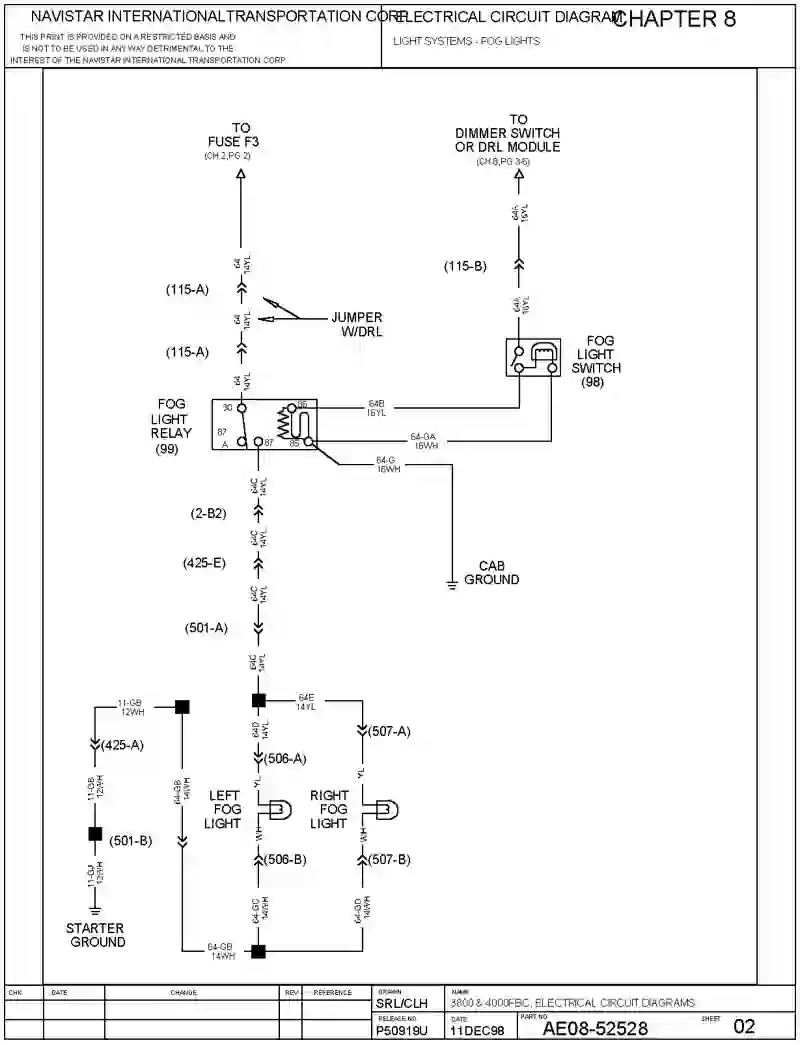 NAVISTAR INTERNATIONALTRANSPORTATION CORP
ELECTRICAL CIRCUIT DIAGRAM
CHAPTER 8
THIS PRINT IS PROVIDED ON A RESTRICTED BASIS AND
IS NOT TO BE USED IN ANY WAY DETRIMENTAL TO THE
INTEREST OF THE NAVISTAR INTERNATIONAL TRANSPORTATION CORP
LIGHT SYSTEMS - FOG LIGHTS
TO
FUSE F3
(CH.2,PG 2)
TO
DIMMER SWITCH
OR DRL MODULE
(CH.8,PG 3-6)
64A
16YL
64
14YL
(115-B)
(115-A)
64A
16YL
64
14YL
JUMPER
W/DRL
(115-A)
FOG
LIGHT
SWITCH
(98)
64
14YL
FOG
LIGHT
RELAY
(99)
30
86
87
A
87
85
64B
16YL
64-GA
16WH
64-G
16WH
64C
14YL
(2-B2)
64C
14YL
(425-E)
CAB
GROUND
64C
14YL
(501-A)
64C
14YL
64E
14YL
11-GB
12WH
64D
14YL
(507-A)
(425-A)
(506-A)
YL
YL
11-GB
12WH
64-GB
14WH
LEFT
FOG
LIGHT
RIGHT
FOG
LIGHT
WH
WH
(501-B)
(506-B)
(507-B)
11-GJ
12WH
64-GC
14WH
64-GD
14WH
STARTER
GROUND
64-GB
14WH
CHK
DATE
CHANGE
REV
REFERENCE
DRAWN
SRL/CLH
NAME
3800 & 4000FBC, ELECTRICAL CIRCUIT DIAGRAMS
RELEASE NO.
P50919U
DATE
11DEC98
PART NO.
AE08-52528
SHEET
02